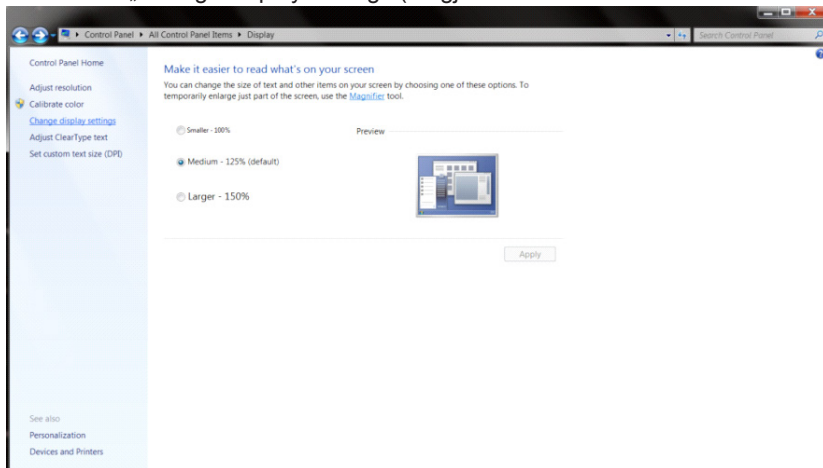 Control Panel ▸ All Control Panel Items ▸ Display
Search Control Panel
Control Panel Home
Adjust resolution
Calibrate color
Change display settings
Adjust ClearType text
Set custom text size (DPI)
Make it easier to read what's on your screen
You can change the size of text and other items on your screen by choosing one of these options. To
temporarily enlarge just part of the screen, use the Magnifier tool.
Smaller - 100%
Preview
Medium - 125% (default)
Larger - 150%
Apply
See also
Personalization
Devices and Printers